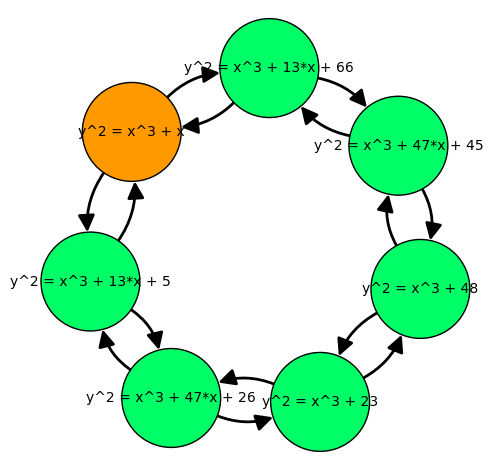 y^2 = x^3 + 13*x + 66
y^2 = x^3 + x
y^2 = x^3 + 47*x + 45
y^2 = x^3 + 13*x + 5
y^2 = x^3 + 48
y^2 = x^3 + 47*x + 26
y^2 = x^3 + 23